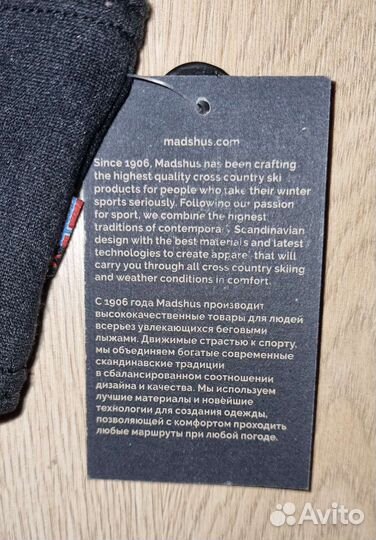 madshus.com
Since 1906, Madshus has been crafting
the highest quality cross country ski
products for people who take their winter
sports seriously. Following our passion
for sport, we combine the highest
traditions of contemporary Scandinavian
design with the best materials and latest
technologies to create apparel that will
carry you through all cross country skiing
and weather conditions in comfort.
С 1906 года Madshus производит
высококачественные товары для людей
всерьез увлекающихся беговыми
лыжами. Движимые страстью к спорту,
мы объединяем богатые современные
скандинавские традиции
в сбалансированном соотношении
дизайна и качества. Мы используем
лучшие материалы и новейшие
технологии для создания одежды,
позволяющей с комфортом проходить
любые маршруты при любой погоде.
Avito